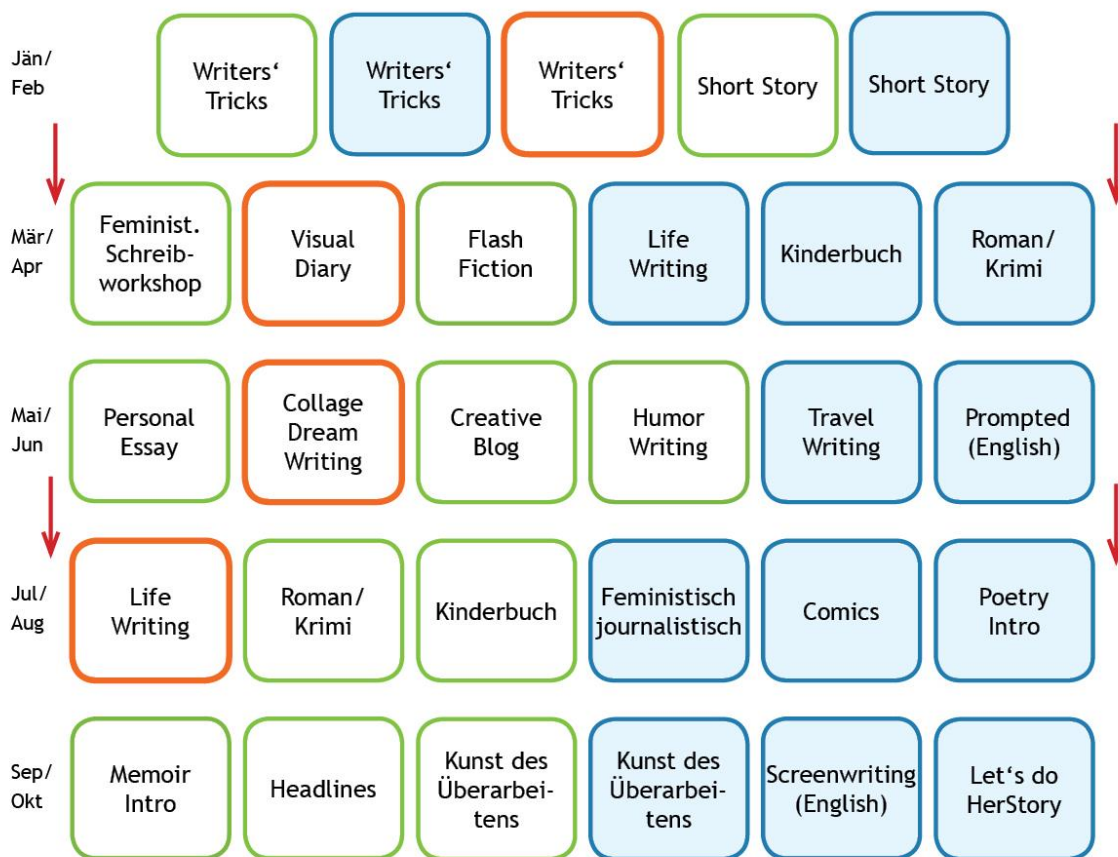 Jän/
Feb
Writers‘
Tricks
Writers‘
Tricks
Writers‘
Tricks
Short Story
Short Story
Mär/
Apr
Feminist.
Schreib-
workshop
Visual
Diary
Flash
Fiction
Life
Writing
Kinderbuch
Roman/
Krimi
Mai/
Jun
Personal
Essay
Collage
Dream
Writing
Creative
Blog
Humor
Writing
Travel
Writing
Prompted
(English)
Jul/
Aug
Life
Writing
Roman/
Krimi
Kinderbuch
Feministisch
journalistisch
Comics
Poetry
Intro
Sep/
Okt
Memoir
Intro
Headlines
Kunst des
Überarbei-
tens
Kunst des
Überarbei-
tens
Screenwriting
(English)
Let‘s do
HerStory